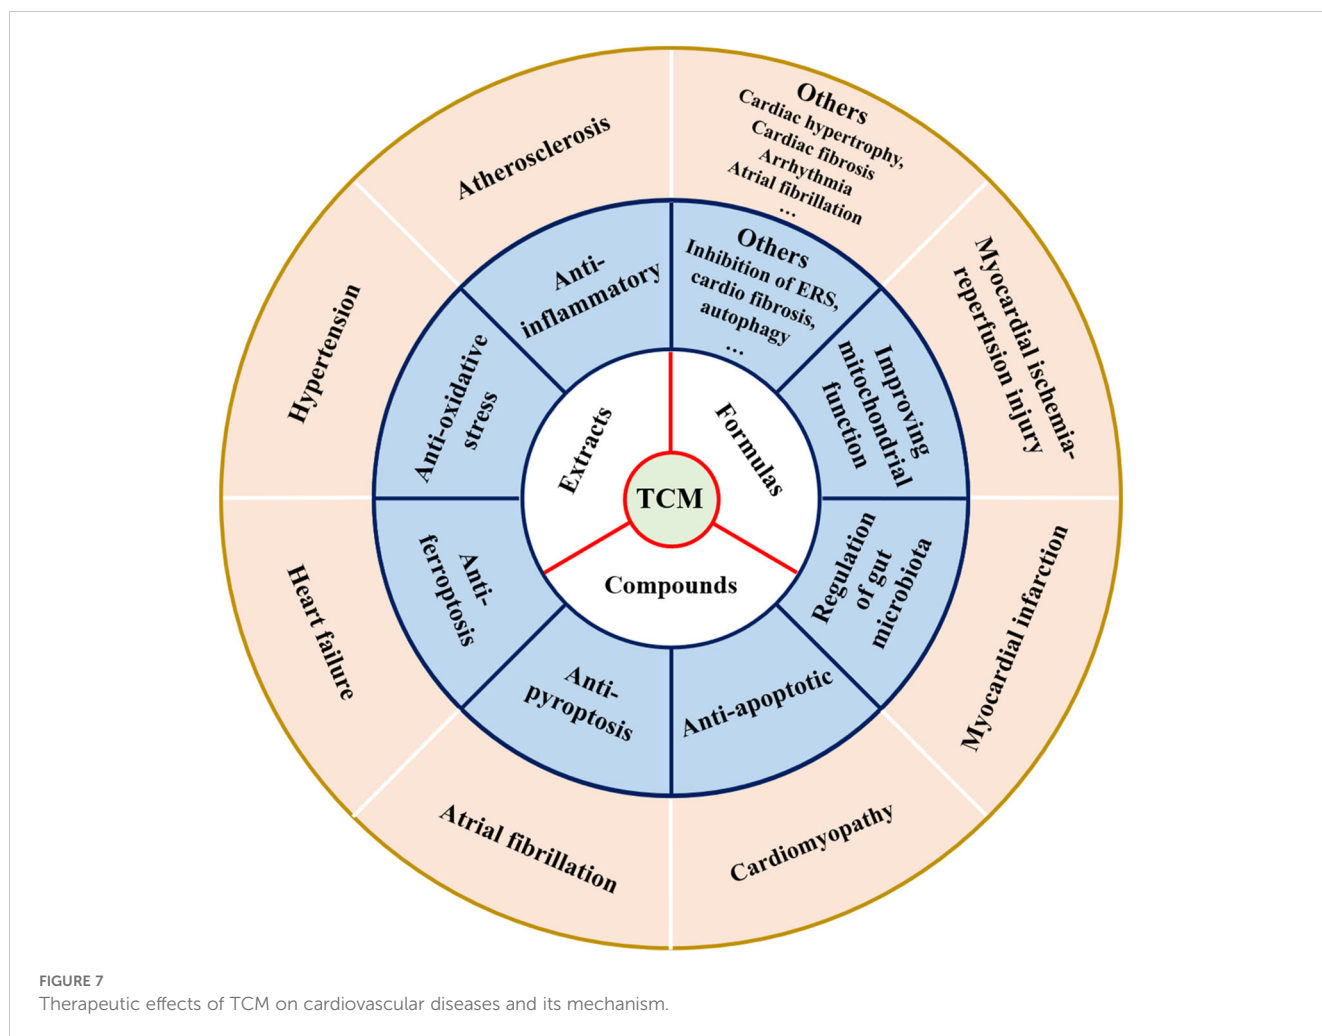 Others
Cardiac hypertrophy,
Cardiac fibrosis
Arrhythmia
Atrial fibrillation
...
Myocardial ischemia-
reperfusion injury
Myocardial infarction
Cardiomyopathy
Atrial fibrillation
Heart failure
Hypertension
Atherosclerosis
Others
Inhibition of ERS,
cardio fibrosis,
autophagy
...
Improving
mitochondrial
function
Regulation
of gut
microbiota
Anti-apoptotic
Anti-
pyroptosis
Anti-
ferroptosis
Anti-oxidative
stress
Anti-
inflammatory
Formulas
Compounds
Extracts
TCM
FIGURE 7
Therapeutic effects of TCM on cardiovascular diseases and its mechanism.